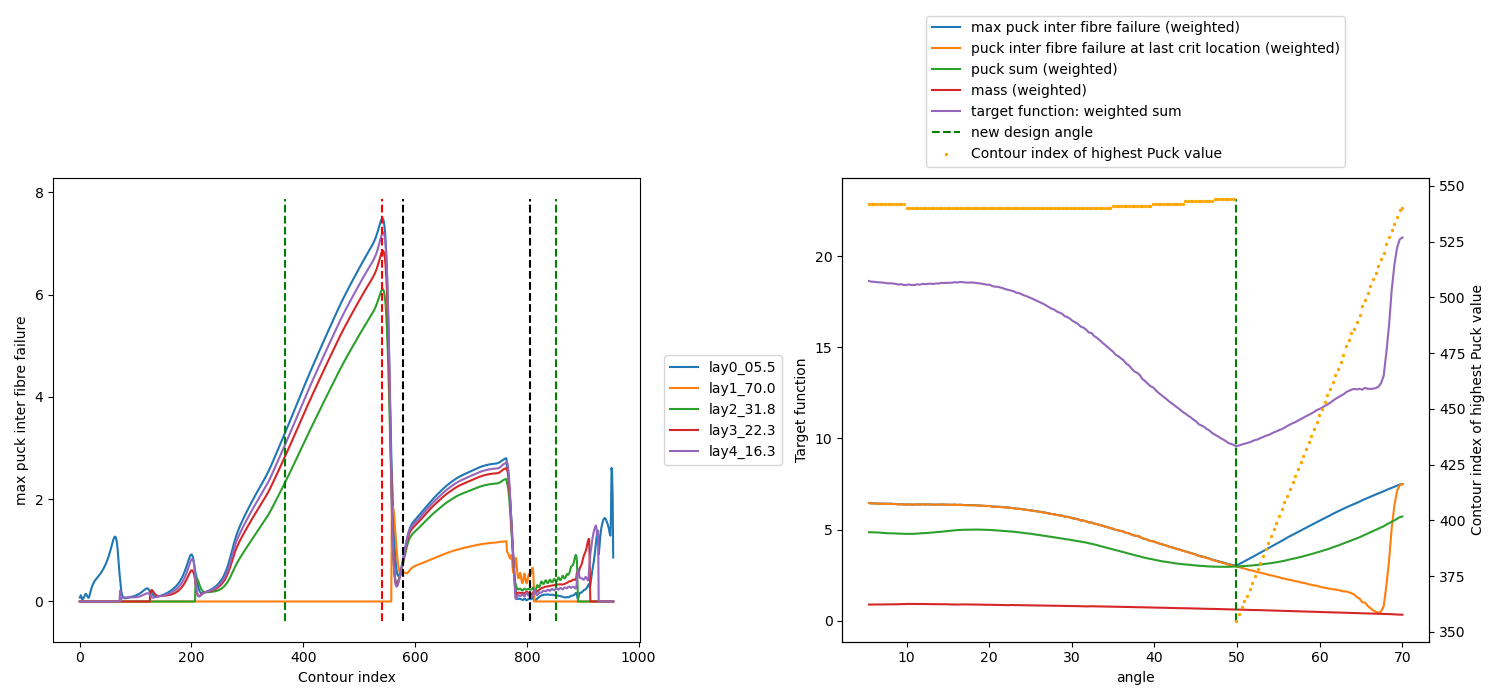 max puck inter fibre failure (weighted)
puck inter fibre failure at last crit location (weighted)
puck sum (weighted)
mass (weighted)
target function: weighted sum
new design angle
Contour index of highest Puck value
8
6
4
2
0
max puck inter fibre failure
0
200
400
600
800
1000
Contour index
lay0_05.5
lay1_70.0
lay2_31.8
lay3_22.3
lay4_16.3
20
15
10
5
0
Target function
10
20
30
40
50
60
70
angle
550
525
500
475
450
425
400
375
350
Contour index of highest Puck value